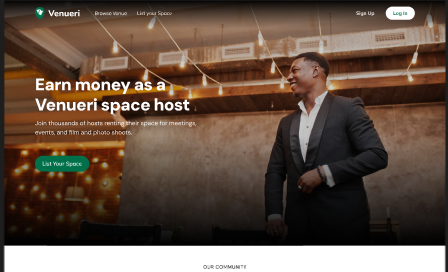 Venueri
Browse Venue
List your Space
Sign Up
Log In
Earn money as a
Venueri space host
Join thousands of hosts renting their space for meetings,
events, and film and photo shoots.
List Your Space
OUR COMMUNITY